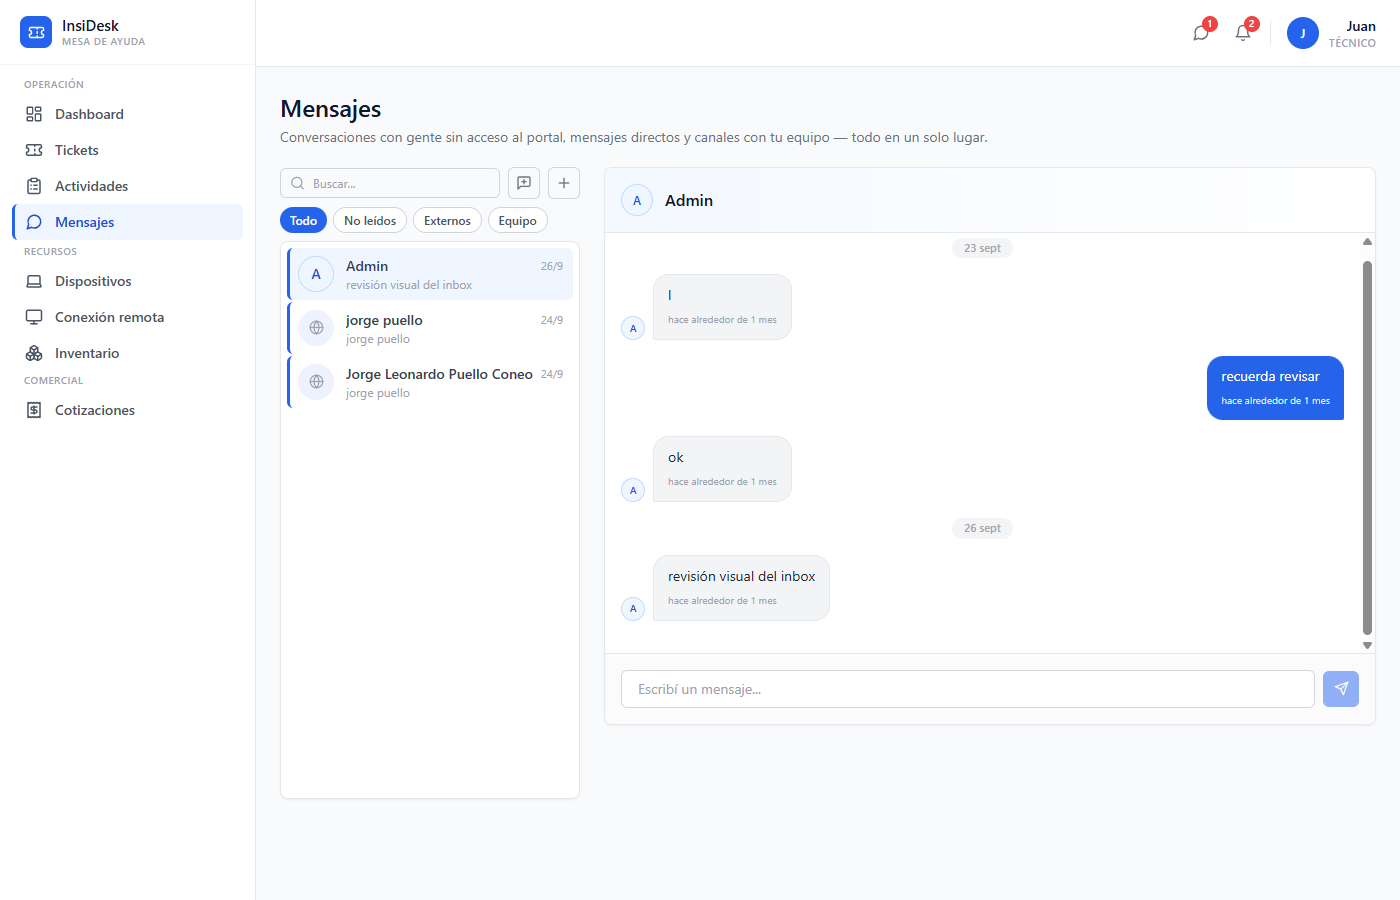 InsiDesk
MESA DE AYUDA
OPERACIÓN
Dashboard
Tickets
Actividades
Mensajes
RECURSOS
Dispositivos
Conexión remota
Inventario
COMERCIAL
Cotizaciones
1
2
J
Juan
TÉCNICO
Mensajes
Conversaciones con gente sin acceso al portal, mensajes directos y canales con tu equipo — todo en un solo lugar.
Buscar...
Todo
No leídos
Externos
Equipo
A
Admin
26/9
revisión visual del inbox
jorge puello
24/9
jorge puello
Jorge Leonardo Puello Coneo
24/9
jorge puello
A
Admin
23 sept
l
hace alrededor de 1 mes
A
recuerda revisar
hace alrededor de 1 mes
ok
hace alrededor de 1 mes
A
26 sept
revisión visual del inbox
hace alrededor de 1 mes
A
Escribí un mensaje...